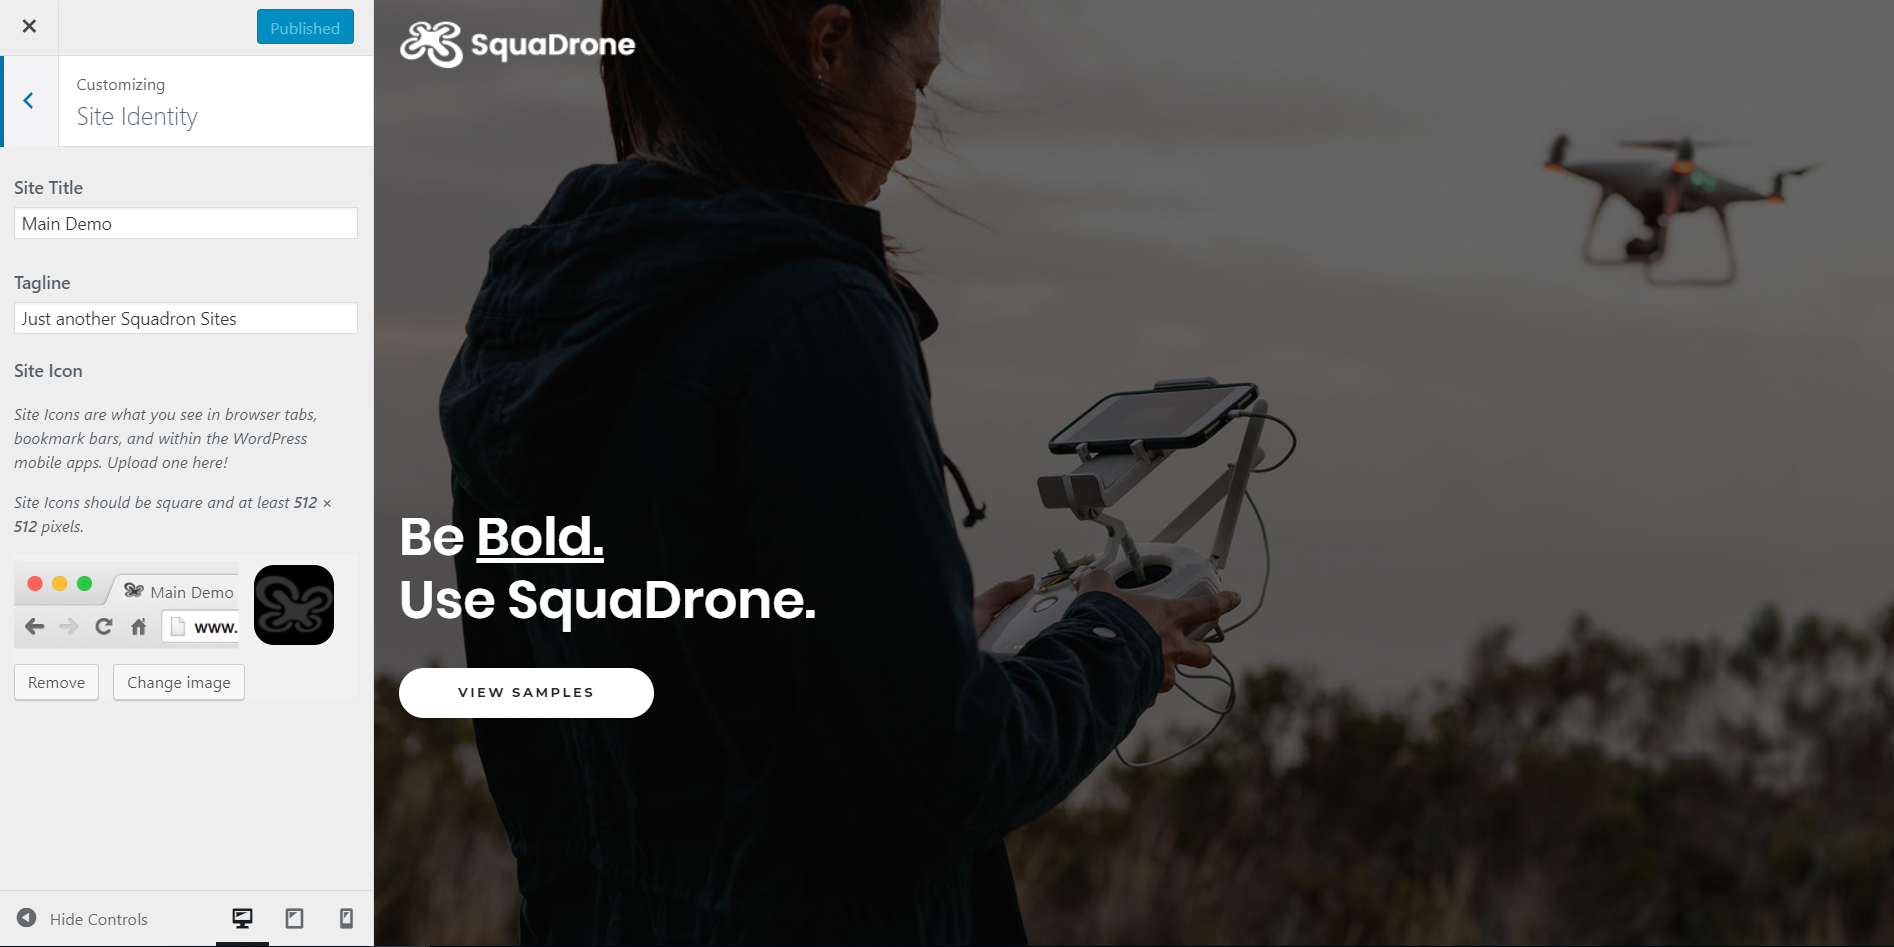 Published
Customizing
Site Identity
Site Title
Main Demo
Tagline
Just another Squadron Sites
Site Icon
Site Icons are what you see in browser tabs,
bookmark bars, and within the WordPress
mobile apps. Upload one here!
Site Icons should be square and at least 512 ×
512 pixels.
Main Demo
www.
Remove
Change image
Hide Controls
SquaDrone
Be Bold.
Use SquaDrone.
VIEW SAMPLES